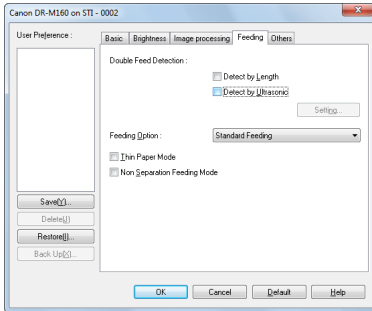 Canon DR-M160 on STI - 0002
User Preference :
Basic Brightness Image processing Feeding Others
Double Feed Detection :
Detect by Length
Detect by Ultrasonic
Setting...
Feeding Option : Standard Feeding
Thin Paper Mode
Non Separation Feeding Mode
Save(Y)...
Delete(J)
Restore(I)...
Back Up(X)...
OK Cancel Default Help